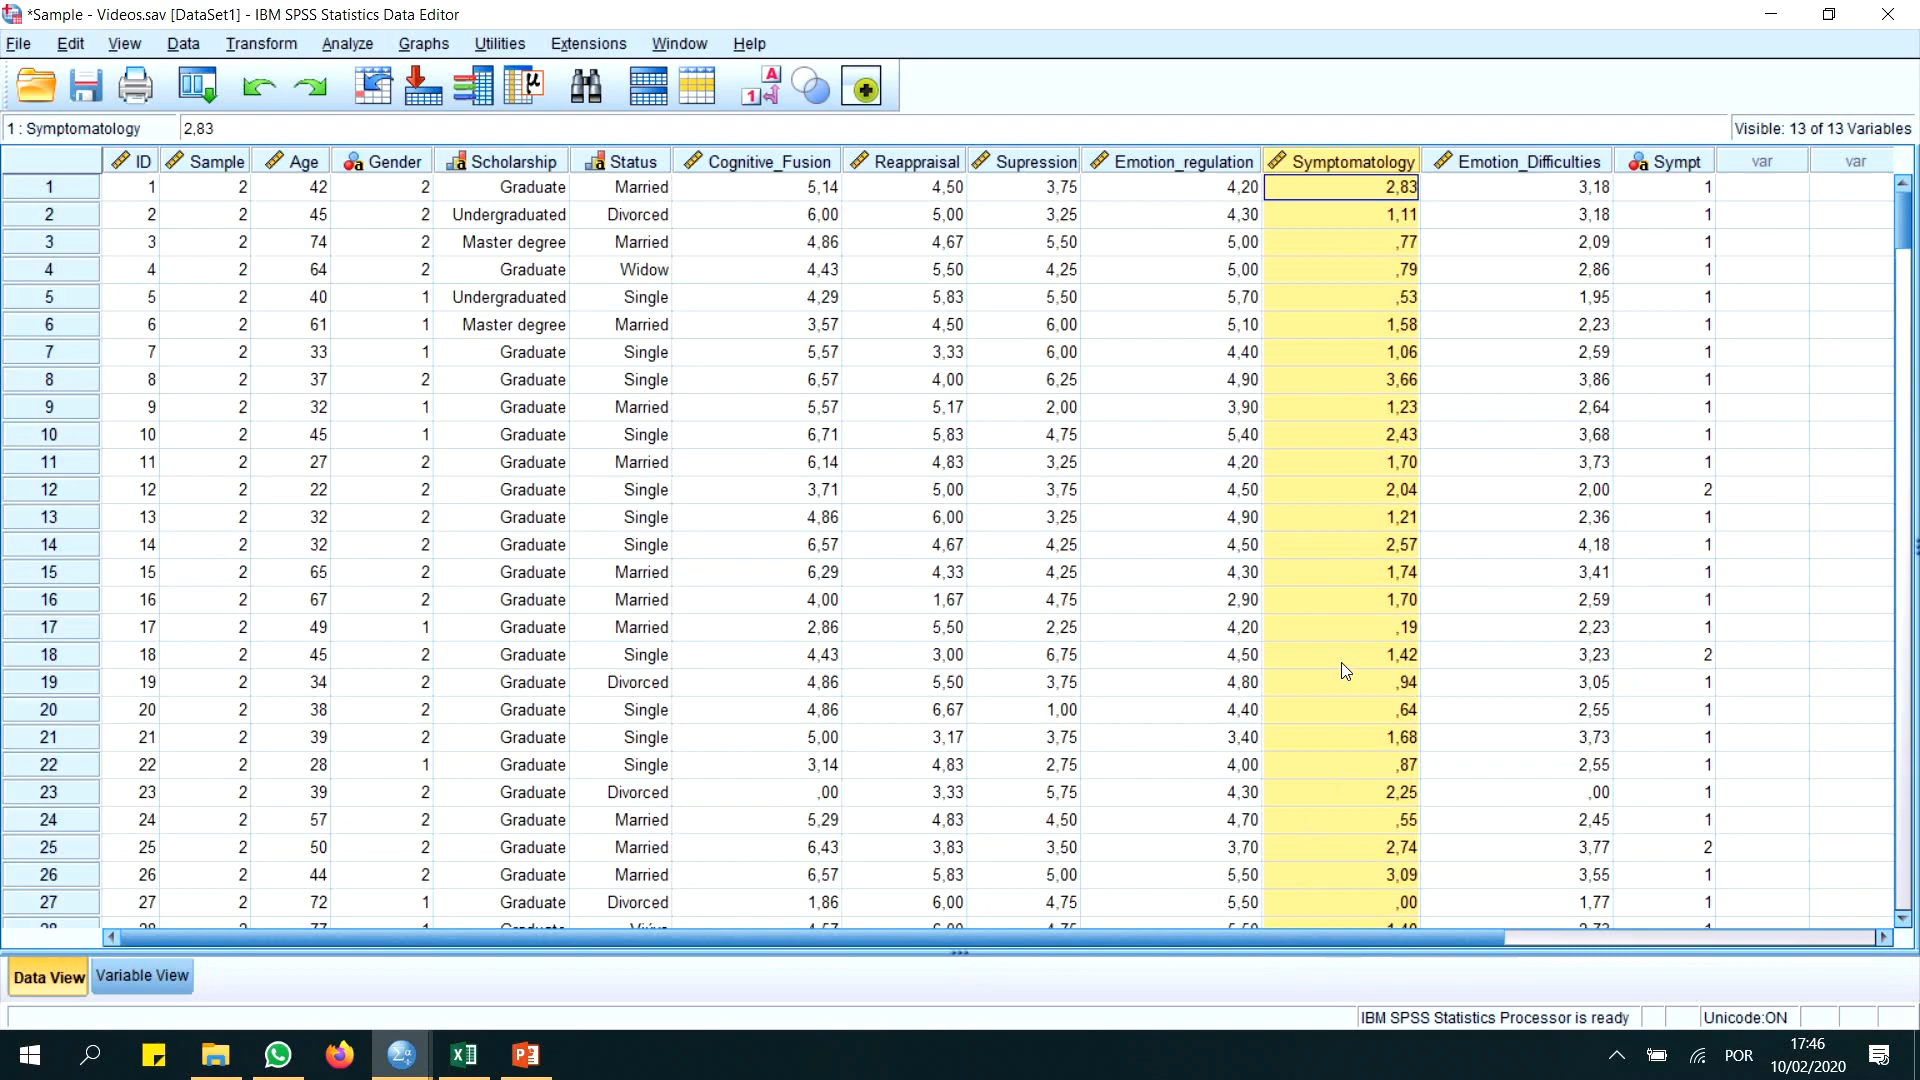 *Sample - Videos.sav [DataSet1] - IBM SPSS Statistics Data Editor
File Edit View Data Transform Analyze Graphs Utilities Extensions Window Help
1 : Symptomatology 2,83 Visible: 13 of 13 Variables
ID Sample Age Gender Scholarship Status Cognitive_Fusion Reappraisal Supression Emotion_regulation Symptomatology Emotion_Difficulties Sympt var var
1 1 2 42 2 Graduate Married 5,14 4,50 3,75 4,20 2,83 3,18 1
2 2 2 45 2 Undergraduated Divorced 6,00 5,00 3,25 4,30 1,11 3,18 1
3 3 2 74 2 Master degree Married 4,86 4,67 5,50 5,00 ,77 2,09 1
4 4 2 64 2 Graduate Widow 4,43 5,50 4,25 5,00 ,79 2,86 1
5 5 2 40 1 Undergraduated Single 4,29 5,83 5,50 5,70 ,53 1,95 1
6 6 2 61 1 Master degree Married 3,57 4,50 6,00 5,10 1,58 2,23 1
7 7 2 33 1 Graduate Single 5,57 3,33 6,00 4,40 1,06 2,59 1
8 8 2 37 2 Graduate Single 6,57 4,00 6,25 4,90 3,66 3,86 1
9 9 2 32 1 Graduate Married 5,57 5,17 2,00 3,90 1,23 2,64 1
10 10 2 45 1 Graduate Single 6,71 5,83 4,75 5,40 2,43 3,68 1
11 11 2 27 2 Graduate Married 6,14 4,83 3,25 4,20 1,70 3,73 1
12 12 2 22 2 Graduate Single 3,71 5,00 3,75 4,50 2,04 2,00 2
13 13 2 32 2 Graduate Single 4,86 6,00 3,25 4,90 1,21 2,36 1
14 14 2 32 2 Graduate Single 6,57 4,67 4,25 4,50 2,57 4,18 1
15 15 2 65 2 Graduate Married 6,29 4,33 4,25 4,30 1,74 3,41 1
16 16 2 67 2 Graduate Married 4,00 1,67 4,75 2,90 1,70 2,59 1
17 17 2 49 1 Graduate Married 2,86 5,50 2,25 4,20 ,19 2,23 1
18 18 2 45 2 Graduate Single 4,43 3,00 6,75 4,50 1,42 3,23 2
19 19 2 34 2 Graduate Divorced 4,86 5,50 3,75 4,80 ,94 3,05 1
20 20 2 38 2 Graduate Single 4,86 6,67 1,00 4,40 ,64 2,55 1
21 21 2 39 2 Graduate Single 5,00 3,17 3,75 3,40 1,68 3,73 1
22 22 2 28 1 Graduate Single 3,14 4,83 2,75 4,00 ,87 2,55 1
23 23 2 39 2 Graduate Divorced ,00 3,33 5,75 4,30 2,25 ,00 1
24 24 2 57 2 Graduate Married 5,29 4,83 4,50 4,70 ,55 2,45 1
25 25 2 50 2 Graduate Married 6,43 3,83 3,50 3,70 2,74 3,77 2
26 26 2 44 2 Graduate Married 6,57 5,83 5,00 5,50 3,09 3,55 1
27 27 2 72 1 Graduate Divorced 1,86 6,00 4,75 5,50 ,00 1,77 1
Data View Variable View
IBM SPSS Statistics Processor is ready Unicode:ON
POR 17:46
10/02/2020